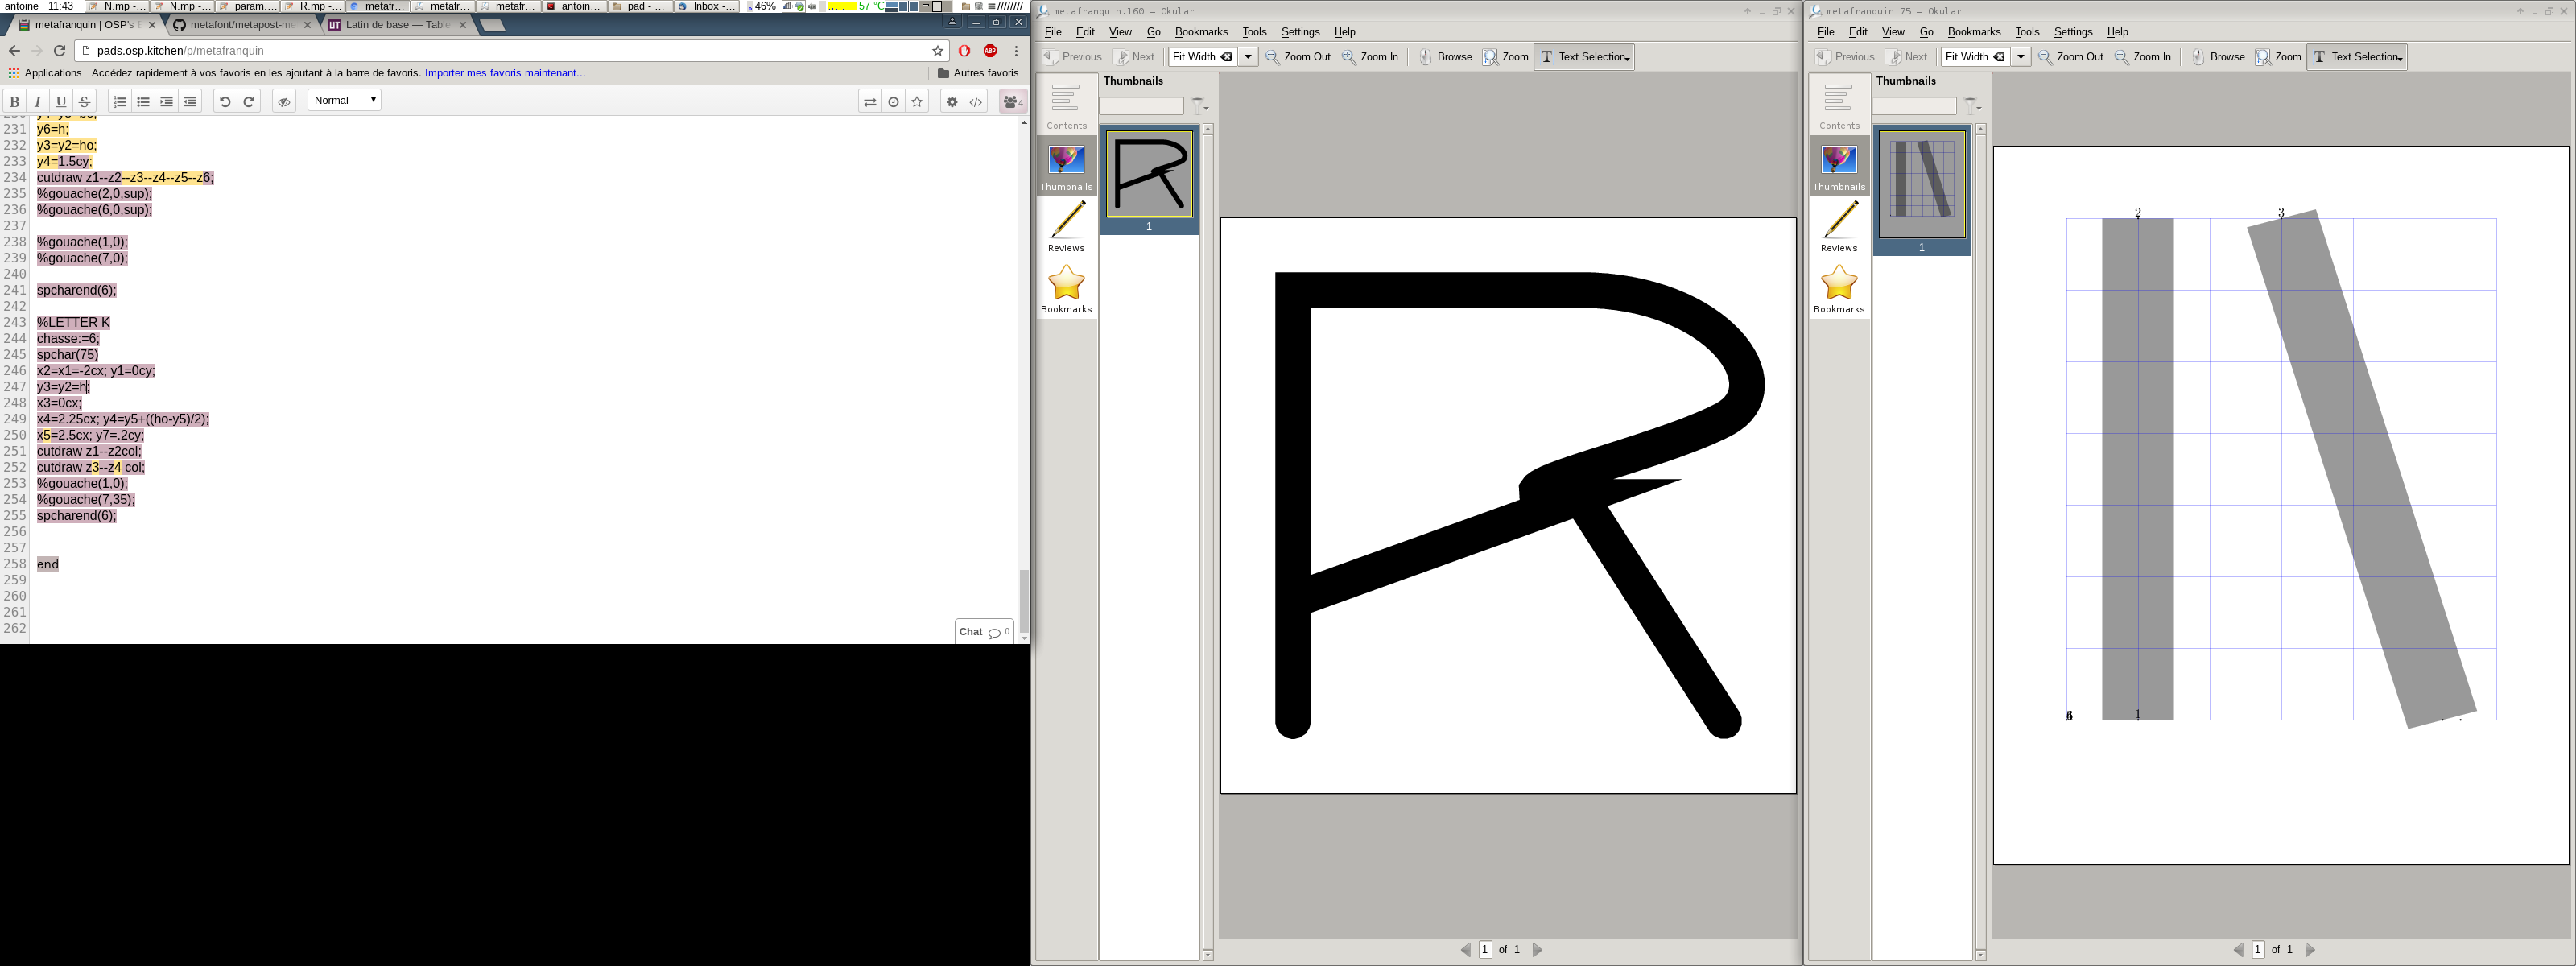 antoine 11:43 N.mp -... N.mp -... param.... R.mp -... metafr... metafr... metafr... antoin... pad - ... Inbox -... 46% 57 °C
metafranquin | OSP's metafont/metapost-me Latin de base — Table
pads.osp.kitchen/p/metafranquin
Applications Accédez rapidement à vos favoris en les ajoutant à la barre de favoris. Importer mes favoris maintenant... Autres favoris
B I U S Normal 4
231 y6=h;
232 y3=y2=ho;
233 y4=1.5cy;
234 cutdraw z1--z2--z3--z4--z5--z6;
235 %gouache(2,0,sup);
236 %gouache(6,0,sup);
237
238 %gouache(1,0);
239 %gouache(7,0);
240
241 spcharend(6);
242
243 %LETTER K
244 chasse:=6;
245 spchar(75)
246 x2=x1=-2cx; y1=0cy;
247 y3=y2=h;
248 x3=0cx;
249 x4=2.25cx; y4=y5+((ho-y5)/2);
250 x5=2.5cx; y7=.2cy;
251 cutdraw z1--z2col;
252 cutdraw z3--z4 col;
253 %gouache(1,0);
254 %gouache(7,35);
255 spcharend(6);
256
257
258 end
259
260
261
262
Chat 0
metafranquin.160 — Okular
File Edit View Go Bookmarks Tools Settings Help
Previous Next Fit Width Zoom Out Zoom In Browse Zoom Text Selection
Thumbnails
Contents
Thumbnails
Reviews
Bookmarks
1
R
1 of 1
metafranquin.75 — Okular
File Edit View Go Bookmarks Tools Settings Help
Previous Next Fit Width Zoom Out Zoom In Browse Zoom Text Selection
Thumbnails
Contents
Thumbnails
Reviews
Bookmarks
1
2 3
1
1 of 1